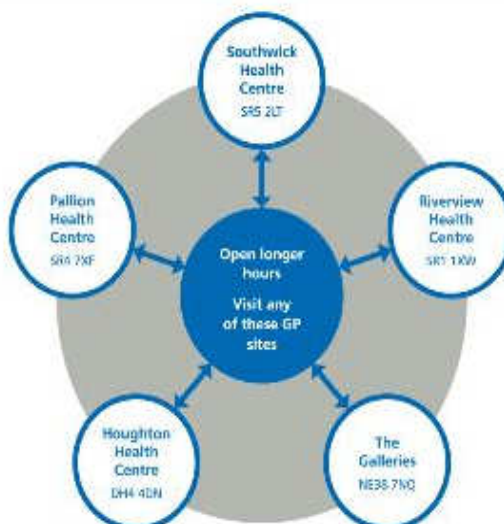 Southwick
Health
Centre
SR5 2LT
Pallion
Health
Centre
SR4 7XF
Riverview
Health
Centre
SR1 1XW
Open longer
hours
Visit any
of these GP
sites
Houghton
Health
Centre
DH4 4DN
The
Galleries
NE38 7NQ